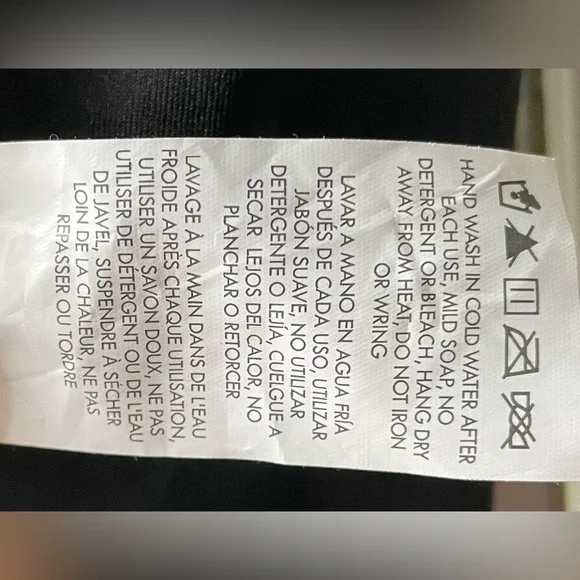 HAND WASH IN COLD WATER AFTER
EACH USE, MILD SOAP, NO
DETERGENT OR BLEACH, HANG DRY
AWAY FROM HEAT, DO NOT IRON
OR WRING
LAVAR A MANO EN AGUA FRÍA
DESPUÉS DE CADA USO, UTILIZAR
JABÓN SUAVE, NO UTILIZAR
DETERGENTE O LEJÍA, CUELGUE A
SECAR LEJOS DEL CALOR, NO
PLANCHAR O RETORCER
LAVAGE À LA MAIN DANS DE L'EAU
FROIDE APRÈS CHAQUE UTILISATION,
UTILISER UN SAVON DOUX, NE PAS
UTILISER DE DÉTERGENT OU DE L'EAU
DE JAVEL, SUSPENDRE À SÉCHER
LOIN DE LA CHALEUR, NE PAS
REPASSER OU TORDRE